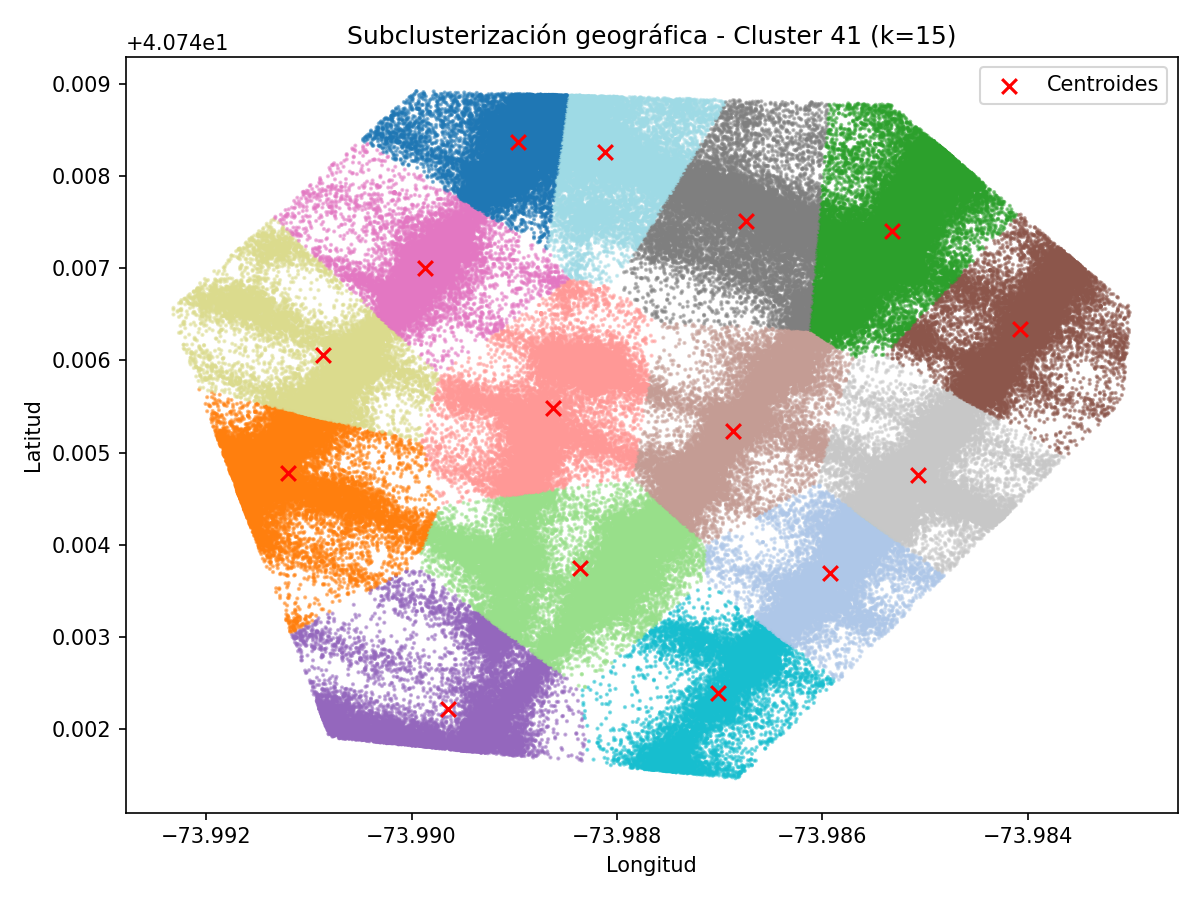 Subclusterización geográfica - Cluster 41 (k=15)
+4.074e1
Centroides
0.009
0.008
0.007
0.006
0.005
0.004
0.003
0.002
Latitud
−73.992 −73.990 −73.988 −73.986 −73.984
Longitud